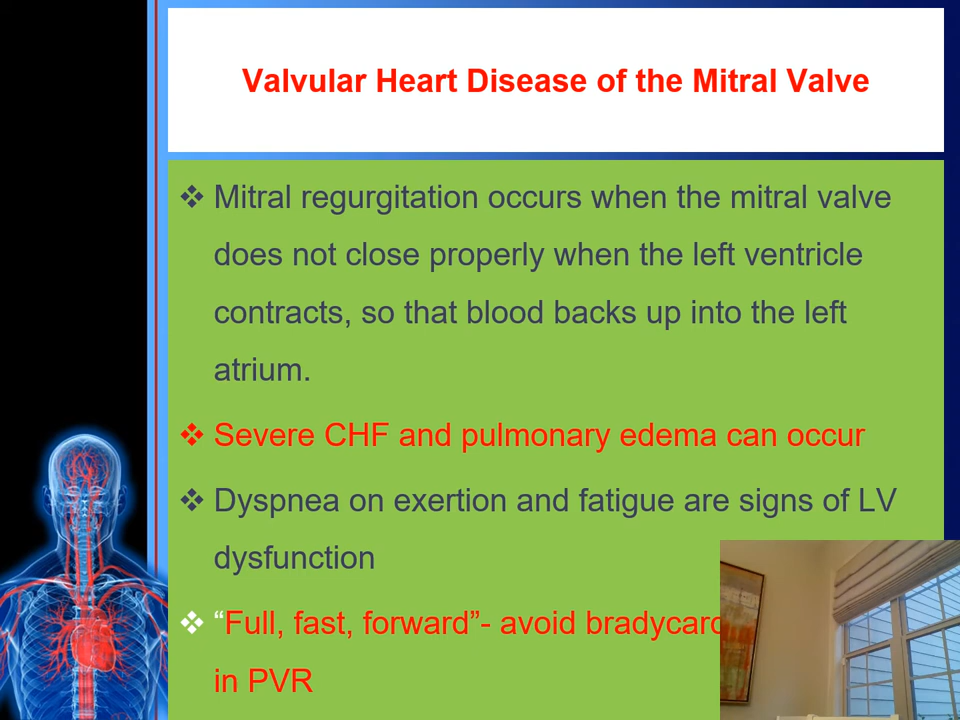 Valvular Heart Disease of the Mitral Valve
❖ Mitral regurgitation occurs when the mitral valve
does not close properly when the left ventricle
contracts, so that blood backs up into the left
atrium.
❖ Severe CHF and pulmonary edema can occur
❖ Dyspnea on exertion and fatigue are signs of LV
dysfunction
❖ “Full, fast, forward”- avoid
in PVR